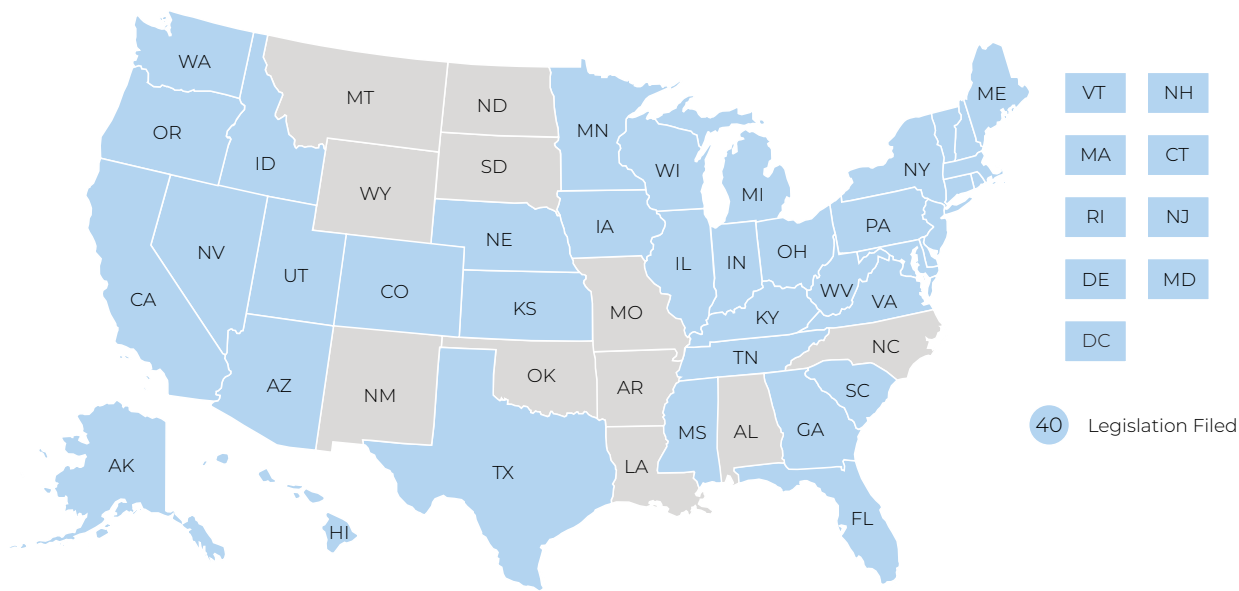 WA
MT
ND
MN
ME
VT
NH
OR
ID
SD
WI
NY
MA
CT
WY
MI
RI
NJ
NV
UT
NE
IA
IL
IN
OH
PA
CA
CO
KS
MO
KY
WV
VA
DE
MD
AZ
NM
OK
AR
TN
NC
DC
SC
MS
AL
GA
40 Legislation Filed
AK
TX
LA
HI
FL